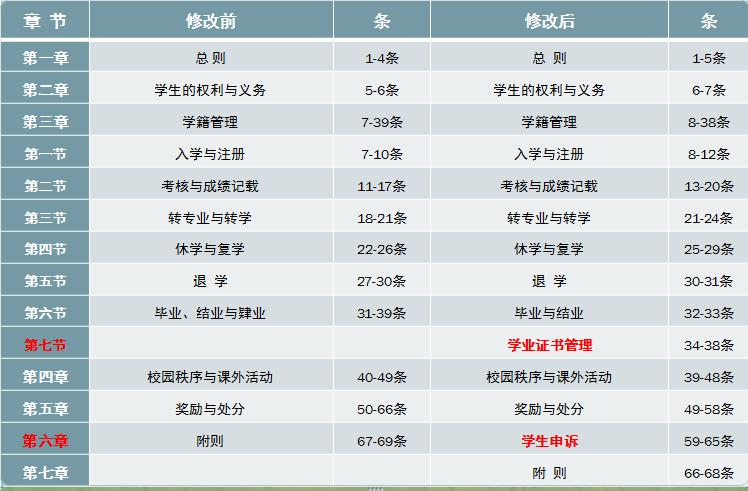 章 节 修改前 条 修改后 条
第一章 总 则 1-4条 总 则 1-5条
第二章 学生的权利与义务 5-6条 学生的权利与义务 6-7条
第三章 学籍管理 7-39条 学籍管理 8-38条
第一节 入学与注册 7-10条 入学与注册 8-12条
第二节 考核与成绩记载 11-17条 考核与成绩记载 13-20条
第三节 转专业与转学 18-21条 转专业与转学 21-24条
第四节 休学与复学 22-26条 休学与复学 25-29条
第五节 退 学 27-30条 退 学 30-31条
第六节 毕业、结业与肄业 31-39条 毕业与结业 32-33条
第七节 学业证书管理 34-38条
第四章 校园秩序与课外活动 40-49条 校园秩序与课外活动 39-48条
第五章 奖励与处分 50-66条 奖励与处分 49-58条
第六章 附则 67-69条 学生申诉 59-65条
第七章 附 则 66-68条